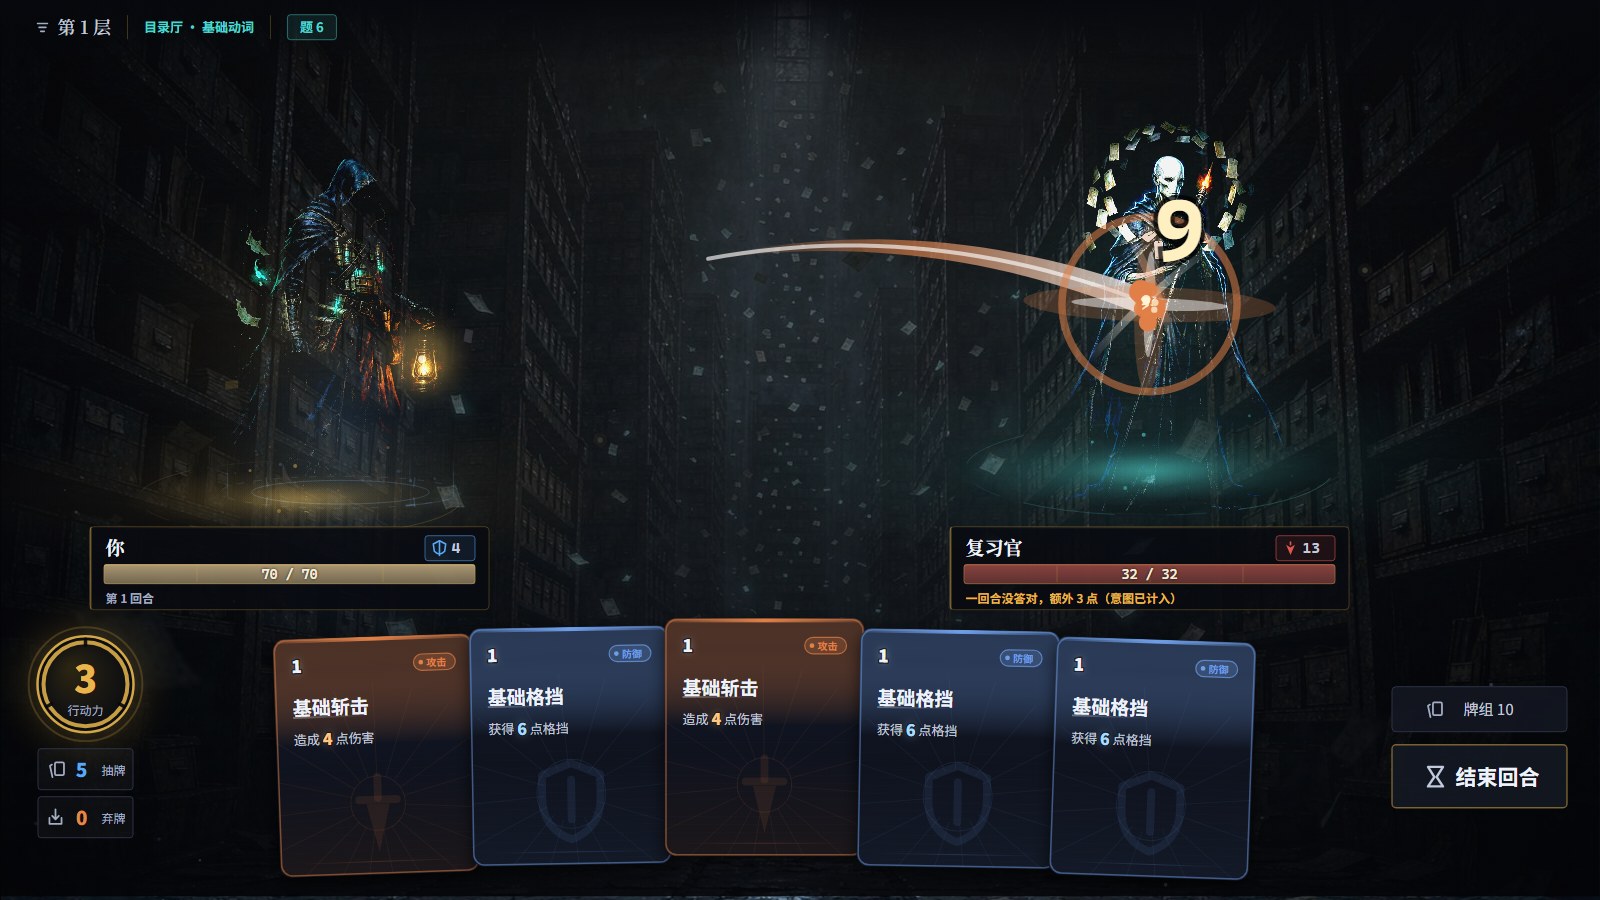 第 1 层
目录厅 · 基础动词
题 6
9
你
4
70 / 70
第 1 回合
复习官
13
32 / 32
一回合没答对，额外 3 点（意图已计入）
3
行动力
5 抽牌
0 弃牌
1
攻击
基础斩击
造成 4 点伤害
1
防御
基础格挡
获得 6 点格挡
1
攻击
基础斩击
造成 4 点伤害
1
防御
基础格挡
获得 6 点格挡
1
防御
基础格挡
获得 6 点格挡
牌组 10
结束回合